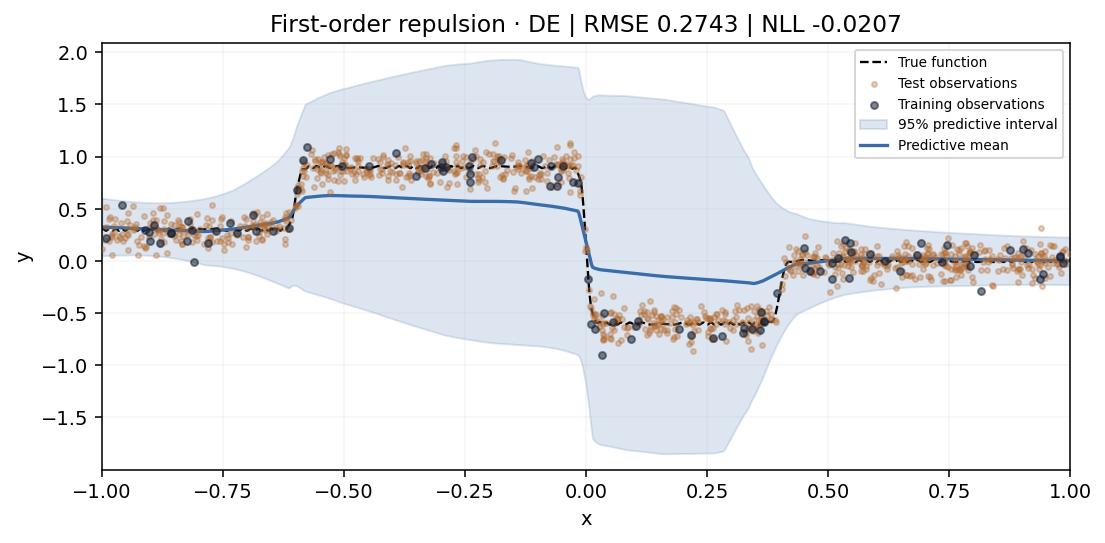 First-order repulsion · DE | RMSE 0.2743 | NLL -0.0207
True function
Test observations
Training observations
95% predictive interval
Predictive mean
y
2.0
1.5
1.0
0.5
0.0
−0.5
−1.0
−1.5
−1.00 −0.75 −0.50 −0.25 0.00 0.25 0.50 0.75 1.00
x